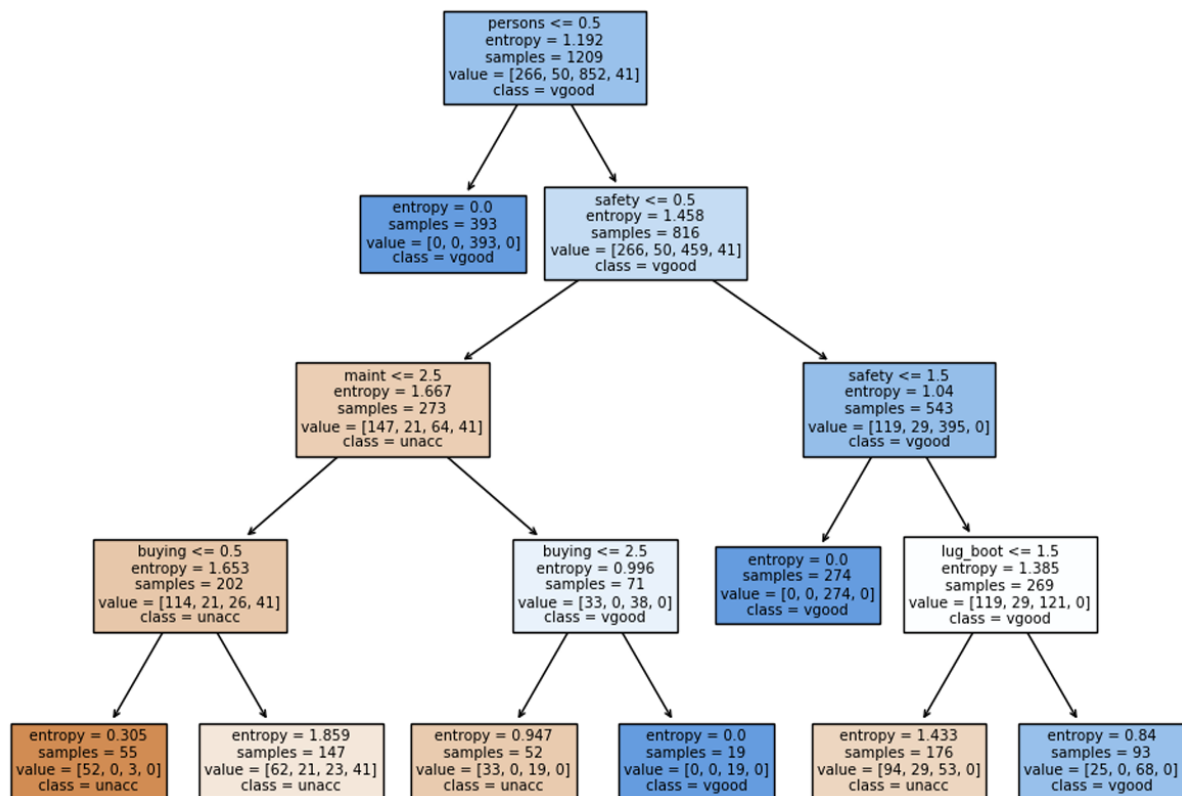 persons <= 0.5
entropy = 1.192
samples = 1209
value = [266, 50, 852, 41]
class = vgood
entropy = 0.0
samples = 393
value = [0, 0, 393, 0]
class = vgood
safety <= 0.5
entropy = 1.458
samples = 816
value = [266, 50, 459, 41]
class = vgood
maint <= 2.5
entropy = 1.667
samples = 273
value = [147, 21, 64, 41]
class = unacc
safety <= 1.5
entropy = 1.04
samples = 543
value = [119, 29, 395, 0]
class = vgood
buying <= 0.5
entropy = 1.653
samples = 202
value = [114, 21, 26, 41]
class = unacc
buying <= 2.5
entropy = 0.996
samples = 71
value = [33, 0, 38, 0]
class = vgood
entropy = 0.0
samples = 274
value = [0, 0, 274, 0]
class = vgood
lug_boot <= 1.5
entropy = 1.385
samples = 269
value = [119, 29, 121, 0]
class = vgood
entropy = 0.305
samples = 55
value = [52, 0, 3, 0]
class = unacc
entropy = 1.859
samples = 147
value = [62, 21, 23, 41]
class = unacc
entropy = 0.947
samples = 52
value = [33, 0, 19, 0]
class = unacc
entropy = 0.0
samples = 19
value = [0, 0, 19, 0]
class = vgood
entropy = 1.433
samples = 176
value = [94, 29, 53, 0]
class = unacc
entropy = 0.84
samples = 93
value = [25, 0, 68, 0]
class = vgood